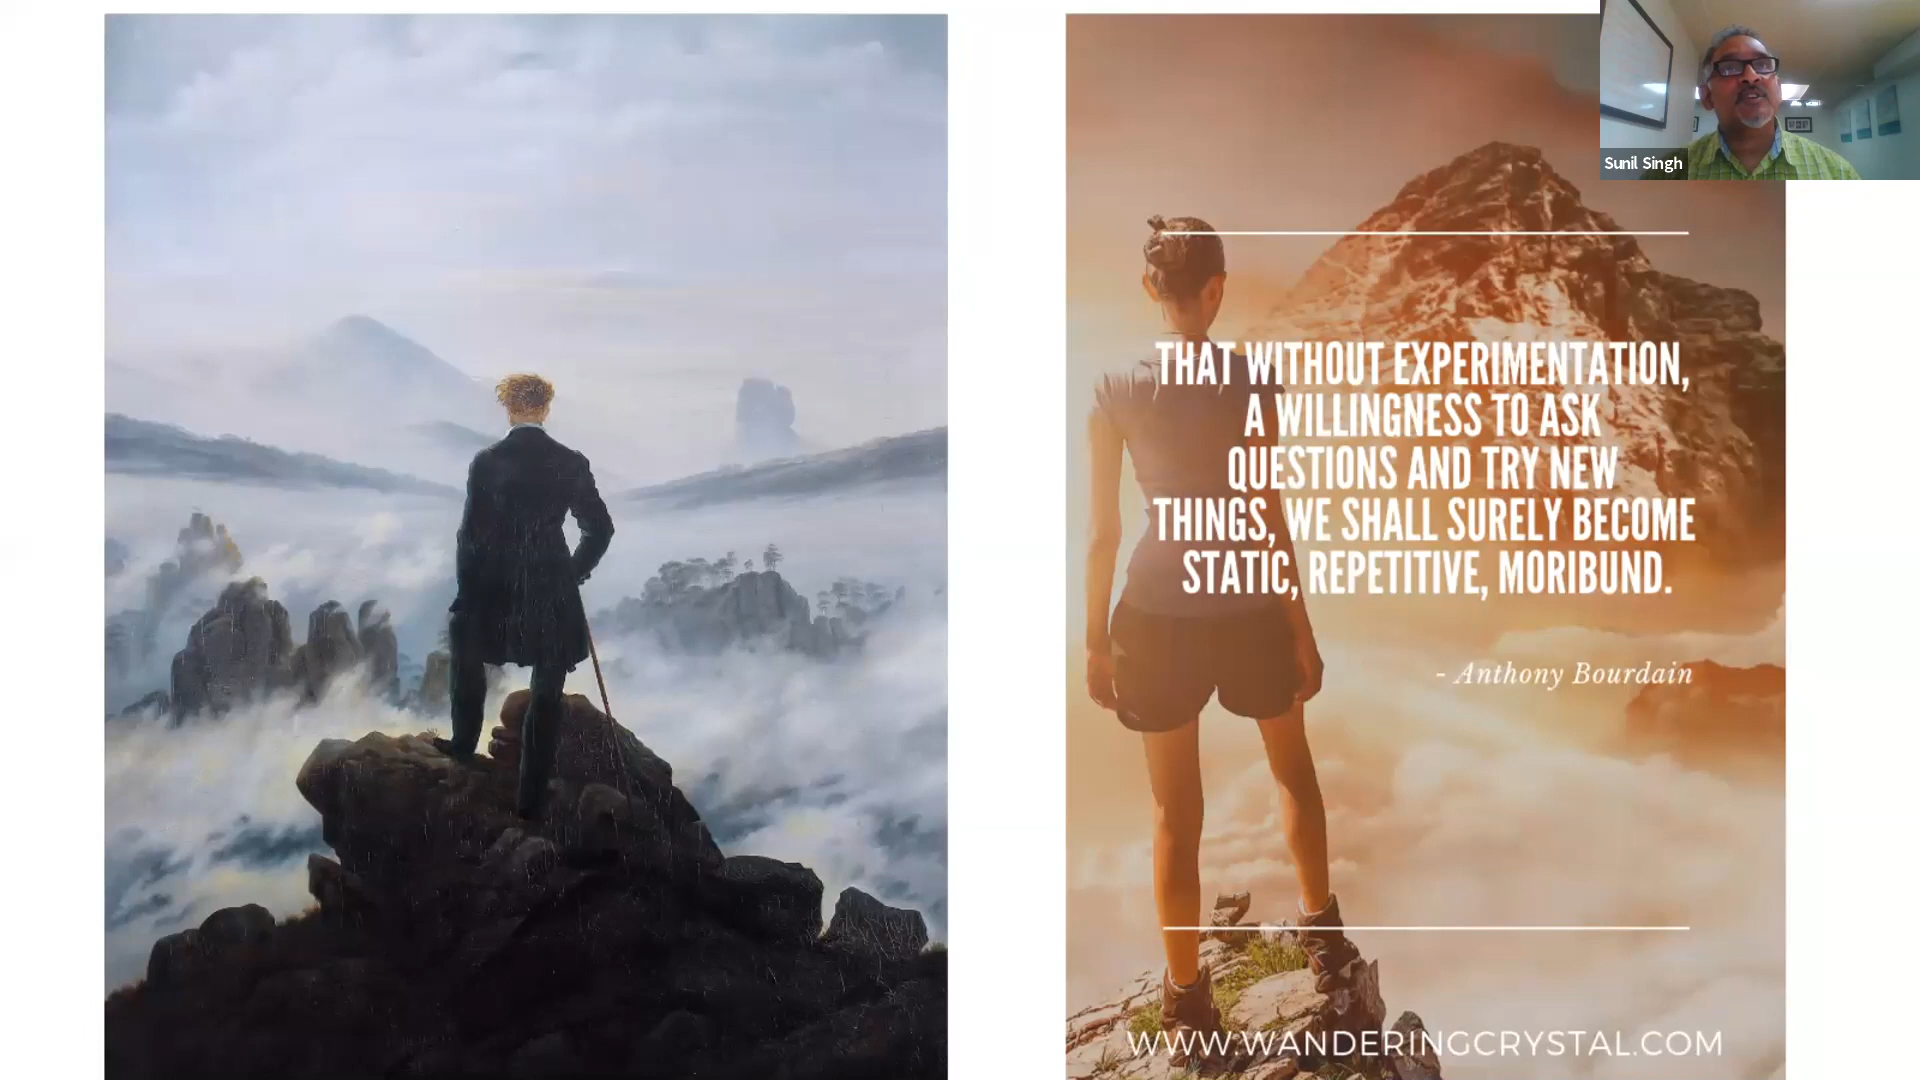 Sunil Singh
THAT WITHOUT EXPERIMENTATION,
A WILLINGNESS TO ASK
QUESTIONS AND TRY NEW
THINGS, WE SHALL SURELY BECOME
STATIC, REPETITIVE, MORIBUND.
- Anthony Bourdain
WWW.WANDERINGCRYSTAL.COM